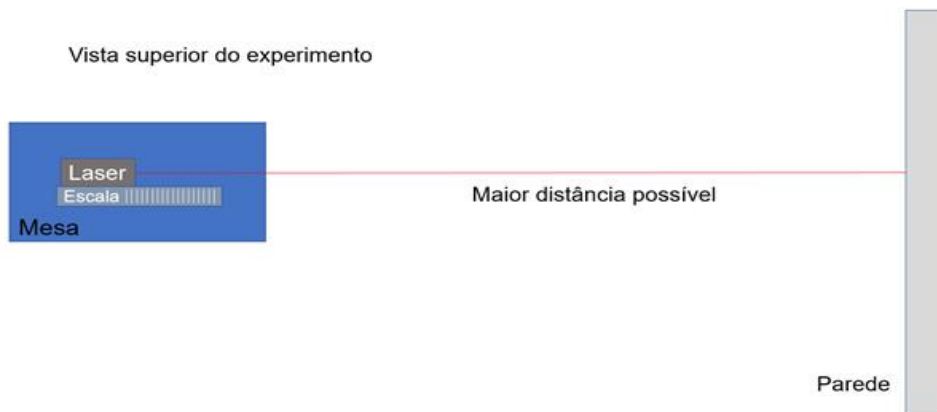 Vista superior do experimento
Laser
Escala
Maior distância possível
Mesa
Parede